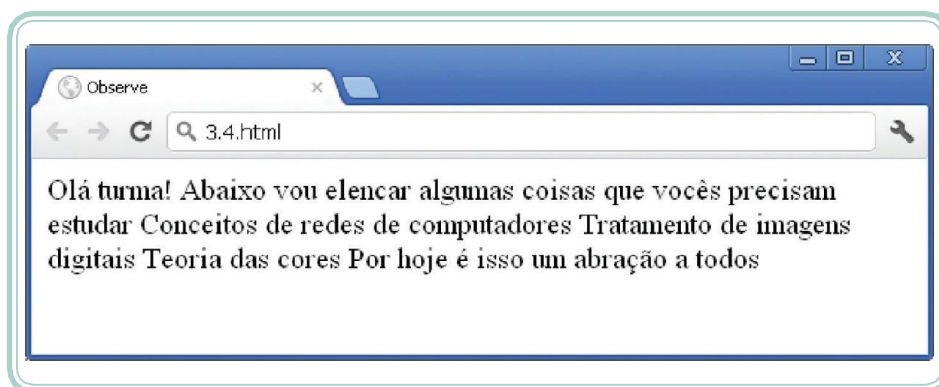 Observe
3.4.html
Olá turma! Abaixo vou elencar algumas coisas que vocês precisam
estudar Conceitos de redes de computadores Tratamento de imagens
digitais Teoria das cores Por hoje é isso um abração a todos